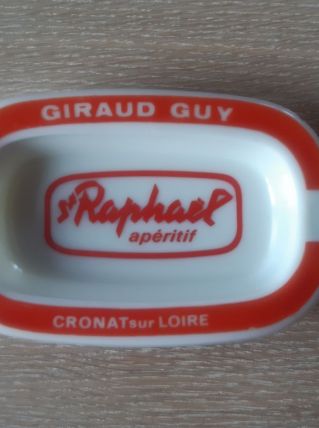 GIRAUD GUY
St Raphaël
apéritif
CRONAT sur LOIRE